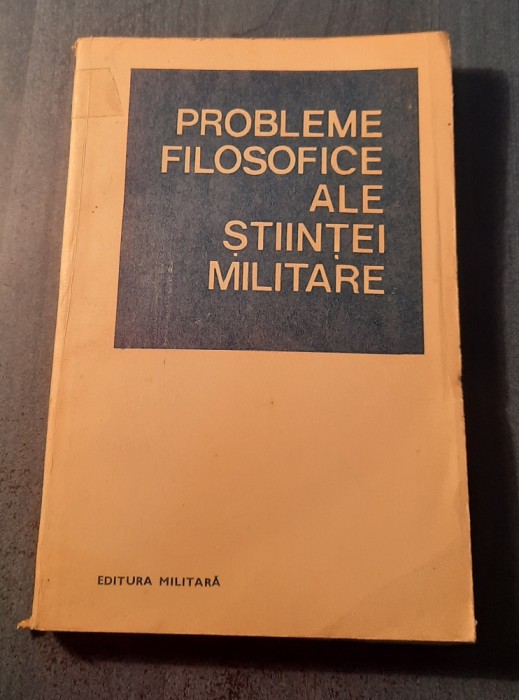 PROBLEME
FILOSOFICE
ALE
ȘTIINȚEI
MILITARE
EDITURA MILITARĂ